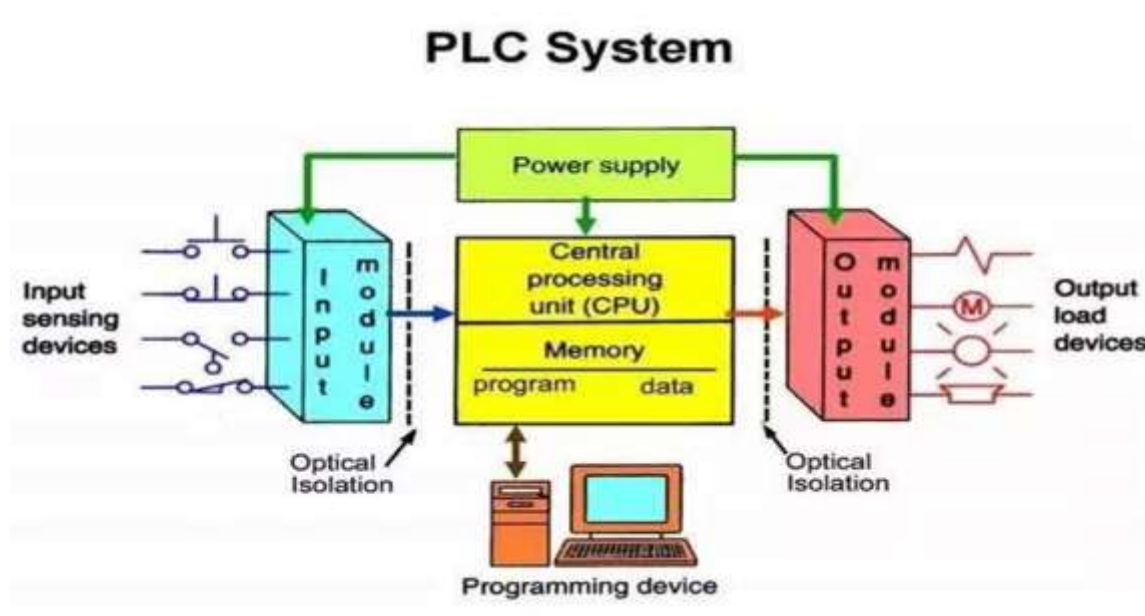 PLC System
Power supply
Input
sensing
devices
Input
module
Central
processing
unit (CPU)
Memory
program data
Output
module
M
Output
load
devices
Optical
Isolation
Optical
Isolation
Programming device